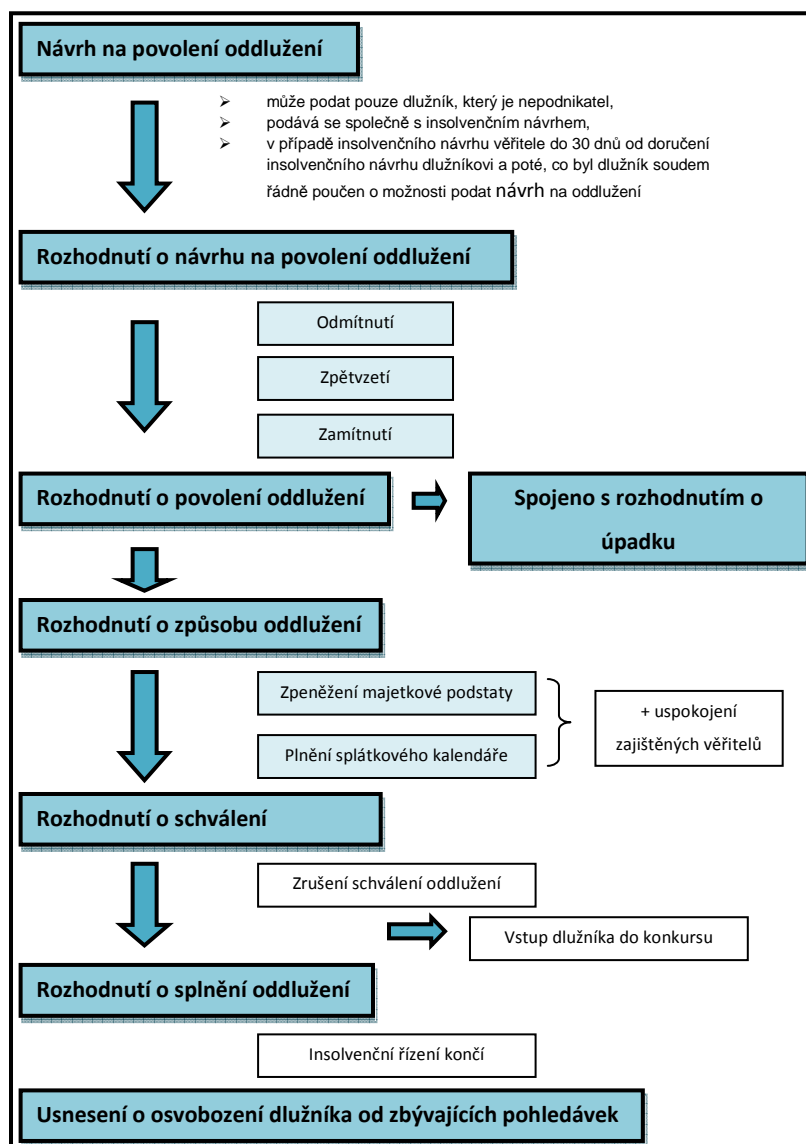 Návrh na povolení oddlužení
➢ může podat pouze dlužník, který je nepodnikatel,
➢ podává se společně s insolvenčním návrhem,
➢ v případě insolvenčního návrhu věřitele do 30 dnů od doručení
insolvenčního návrhu dlužníkovi a poté, co byl dlužník soudem
řádně poučen o možnosti podat návrh na oddlužení
Rozhodnutí o návrhu na povolení oddlužení
Odmítnutí
Zpětvzetí
Zamítnutí
Rozhodnutí o povolení oddlužení
Spojeno s rozhodnutím o
úpadku
Rozhodnutí o způsobu oddlužení
Zpeněžení majetkové podstaty
Plnění splátkového kalendáře
+ uspokojení
zajištěných věřitelů
Rozhodnutí o schválení
Zrušení schválení oddlužení
Vstup dlužníka do konkursu
Rozhodnutí o splnění oddlužení
Insolvenční řízení končí
Usnesení o osvobození dlužníka od zbývajících pohledávek